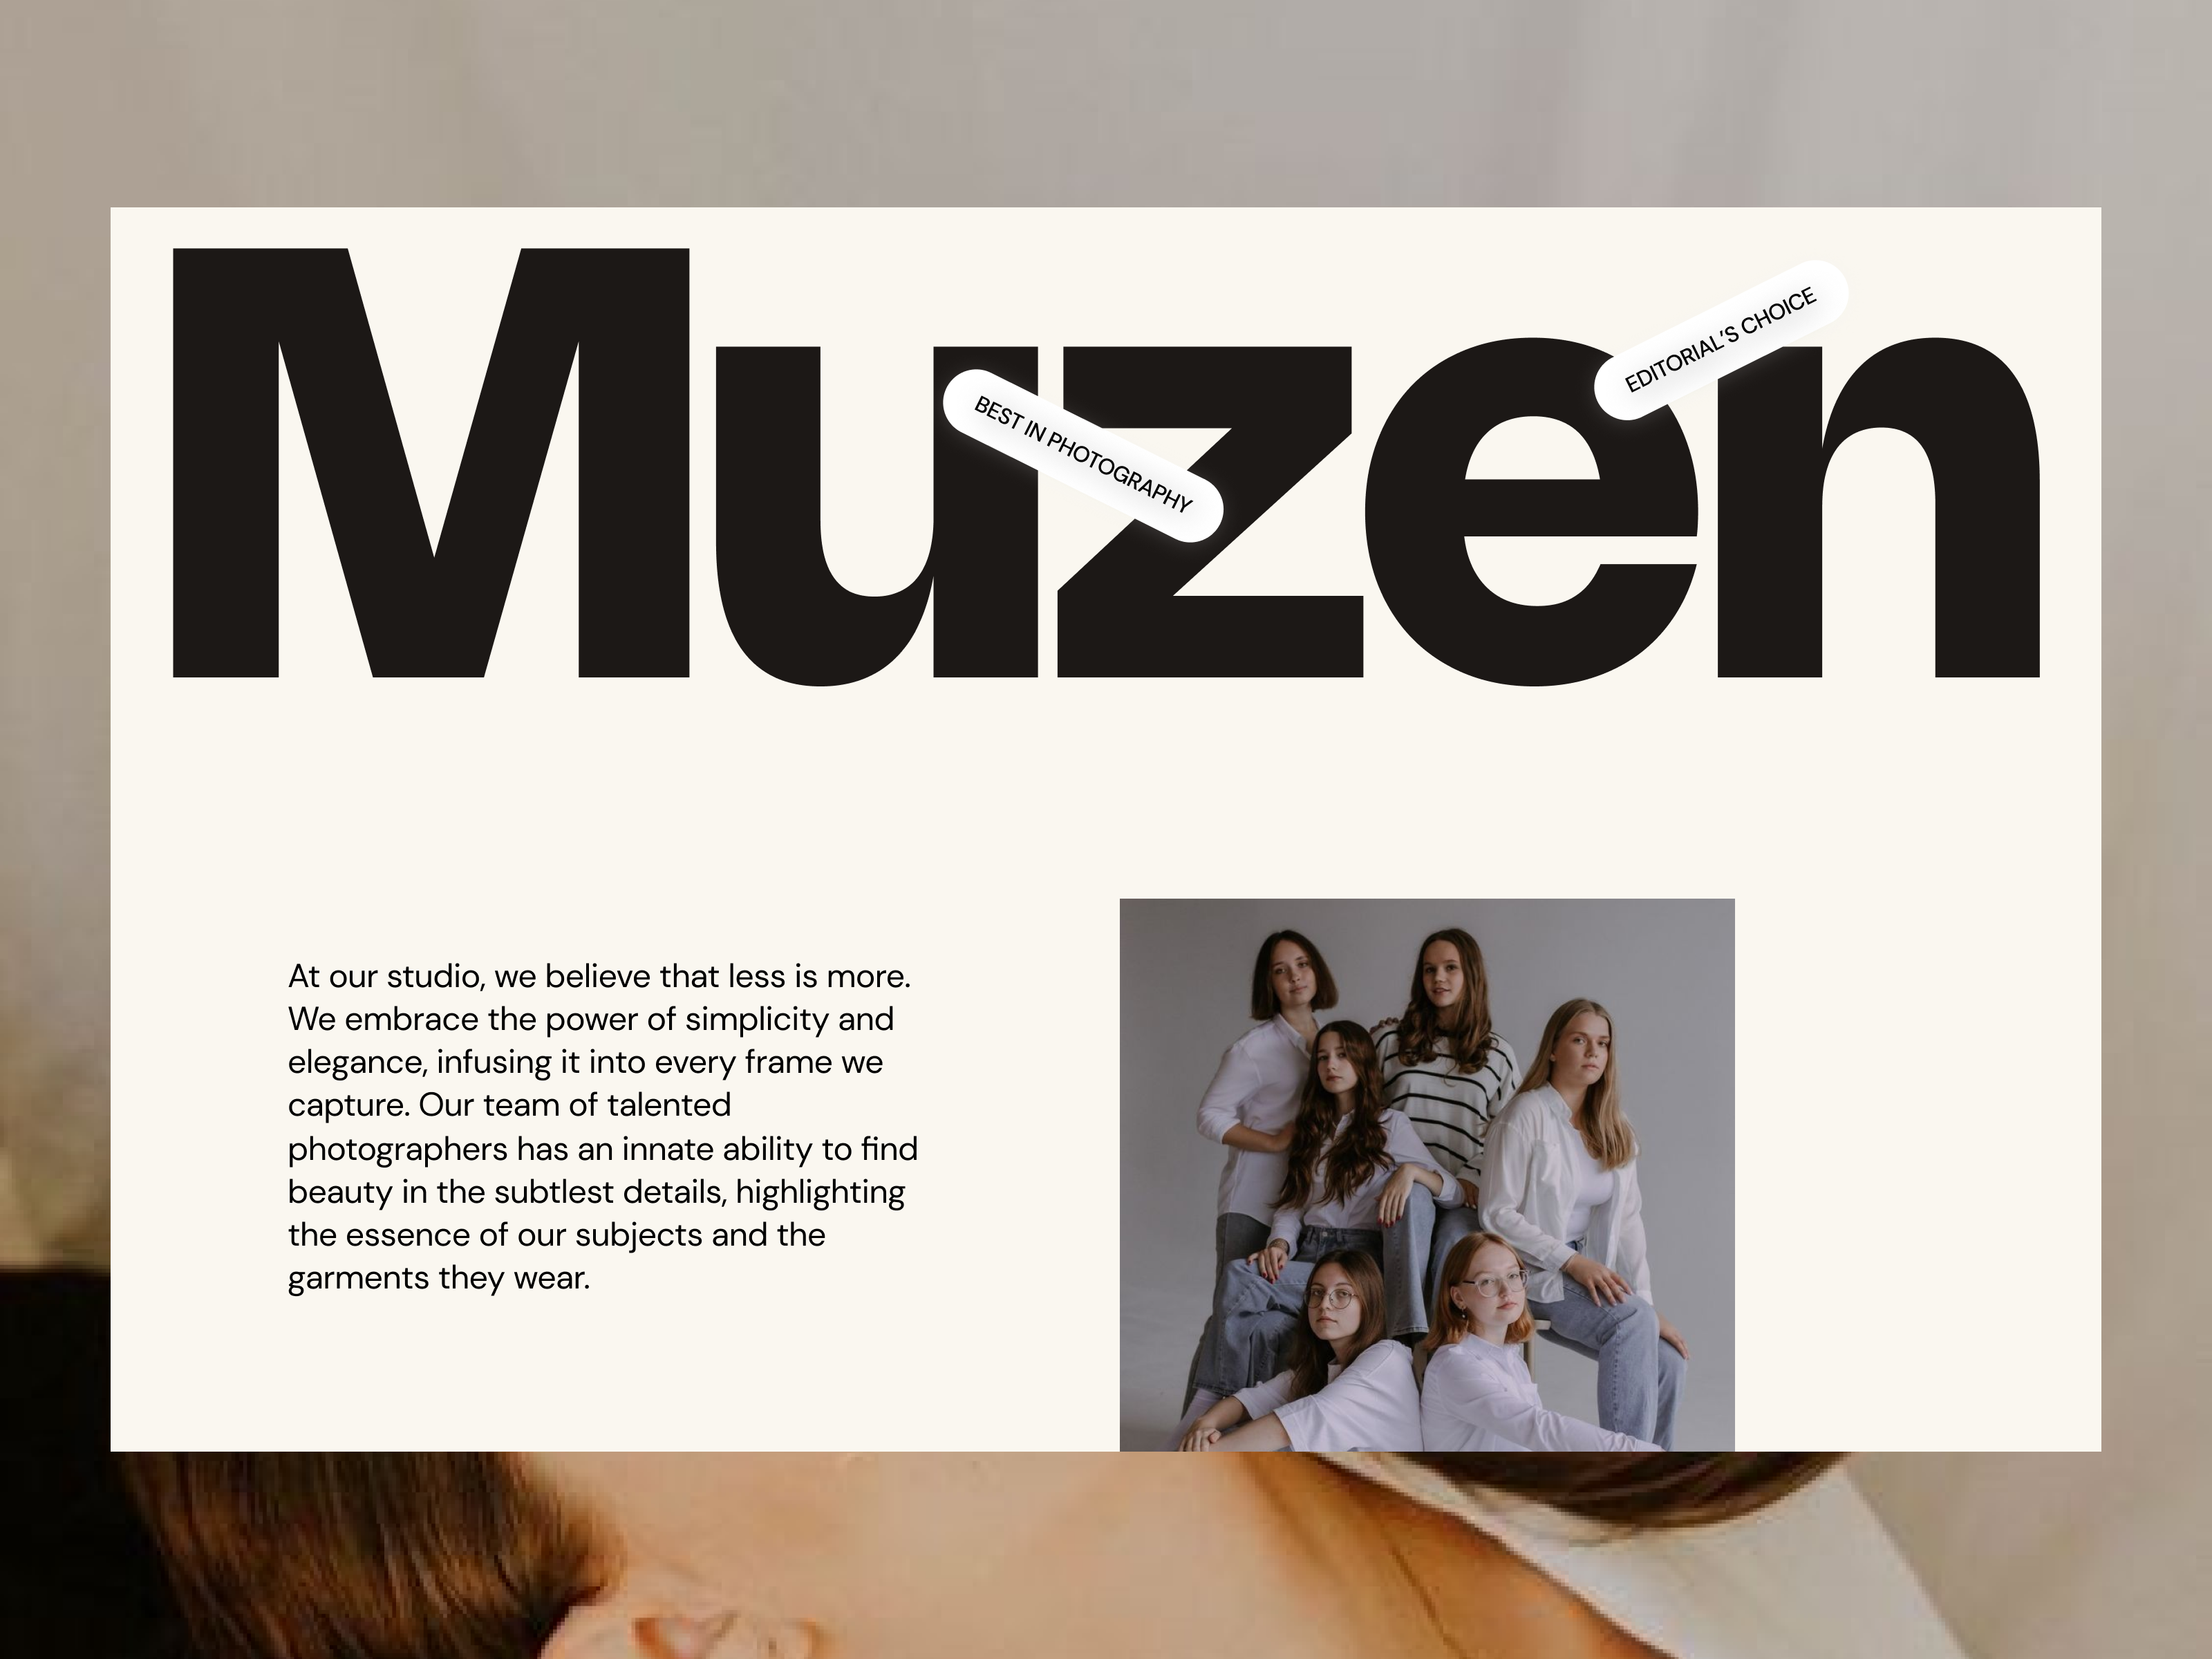 Muzen
BEST IN PHOTOGRAPHY
EDITORIAL'S CHOICE
At our studio, we believe that less is more.
We embrace the power of simplicity and
elegance, infusing it into every frame we
capture. Our team of talented
photographers has an innate ability to find
beauty in the subtlest details, highlighting
the essence of our subjects and the
garments they wear.